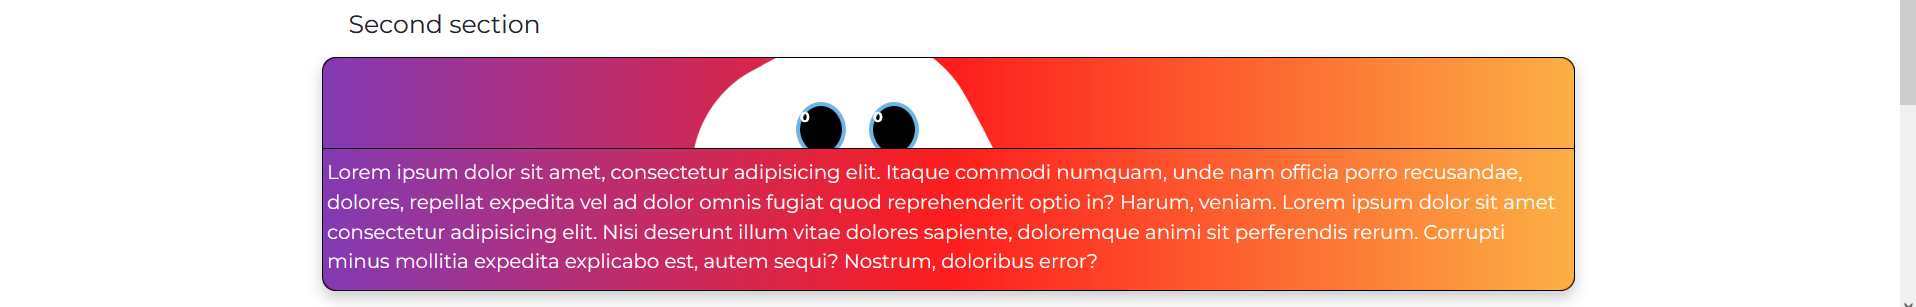 Second section
o o
Lorem ipsum dolor sit amet, consectetur adipisicing elit. Itaque commodi numquam, unde nam officia porro recusandae,
dolores, repellat expedita vel ad dolor omnis fugiat quod reprehenderit optio in? Harum, veniam. Lorem ipsum dolor sit amet
consectetur adipisicing elit. Nisi deserunt illum vitae dolores sapiente, doloremque animi sit perferendis rerum. Corrupti
minus mollitia expedita explicabo est, autem sequi? Nostrum, doloribus error?